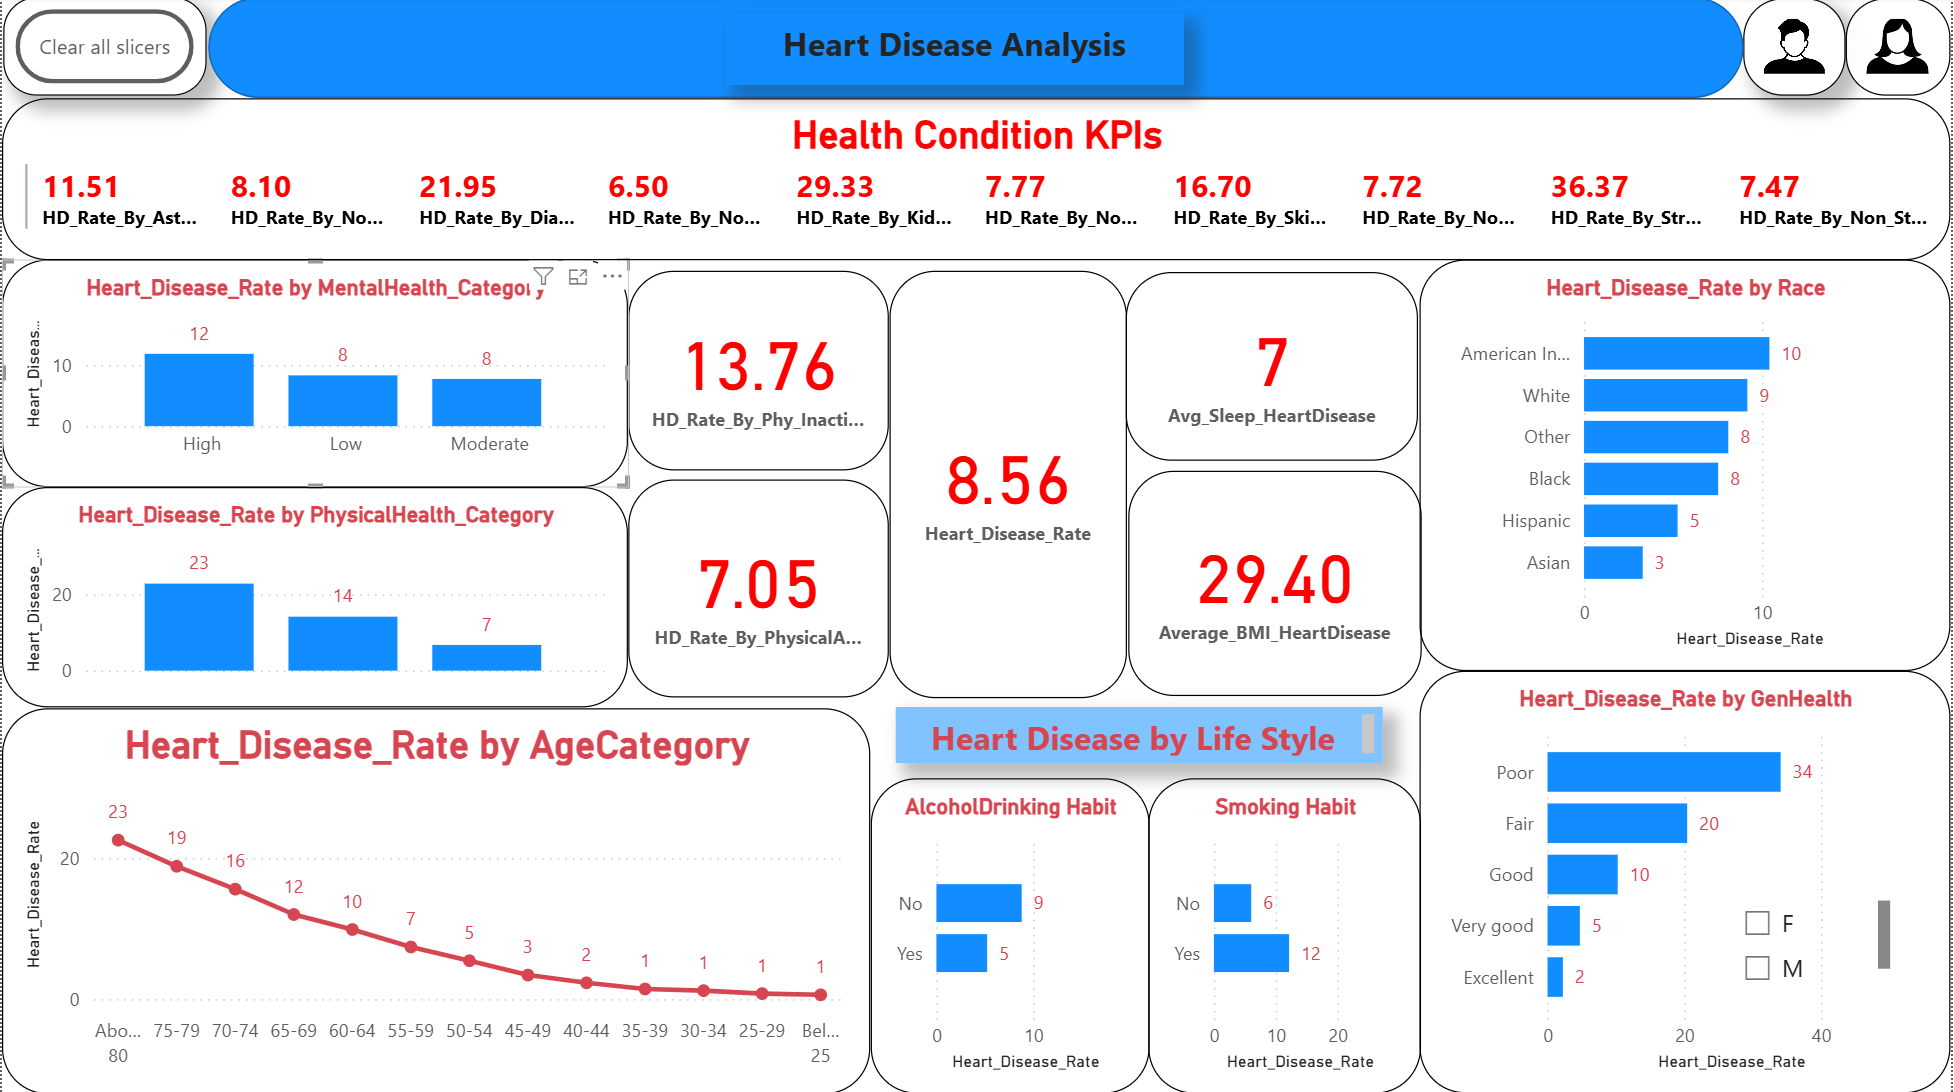 Clear all slicers
Heart Disease Analysis
Health Condition KPIs
11.51 8.10 21.95 6.50 29.33 7.77 16.70 7.72 36.37 7.47
HD_Rate_By_Ast... HD_Rate_By_No... HD_Rate_By_Dia... HD_Rate_By_No... HD_Rate_By_Kid... HD_Rate_By_No... HD_Rate_By_Ski... HD_Rate_By_No... HD_Rate_By_Str... HD_Rate_By_Non_St...
Heart_Disease_Rate by MentalHealth_Category
Heart_Diseas...
12
8
8
10
0
High Low Moderate
Heart_Disease_Rate by PhysicalHealth_Category
Heart_Disease_...
23
14
7
20
0
13.76
HD_Rate_By_Phy_Inacti...
7.05
HD_Rate_By_PhysicalA...
8.56
Heart_Disease_Rate
7
Avg_Sleep_HeartDisease
29.40
Average_BMI_HeartDisease
Heart_Disease_Rate by Race
American In... 10
White 9
Other 8
Black 8
Hispanic 5
Asian 3
0 10
Heart_Disease_Rate
Heart_Disease_Rate by AgeCategory
Heart_Disease_Rate
23 19 16 12 10 7 5 3 2 1 1 1 1
20
0
Abo... 75-79 70-74 65-69 60-64 55-59 50-54 45-49 40-44 35-39 30-34 25-29 Bel...
80 25
Heart Disease by Life Style
AlcoholDrinking Habit
No 9
Yes 5
0 10
Heart_Disease_Rate
Smoking Habit
No 6
Yes 12
0 10 20
Heart_Disease_Rate
Heart_Disease_Rate by GenHealth
Poor 34
Fair 20
Good 10
Very good 5
Excellent 2
0 20 40
Heart_Disease_Rate
F
M